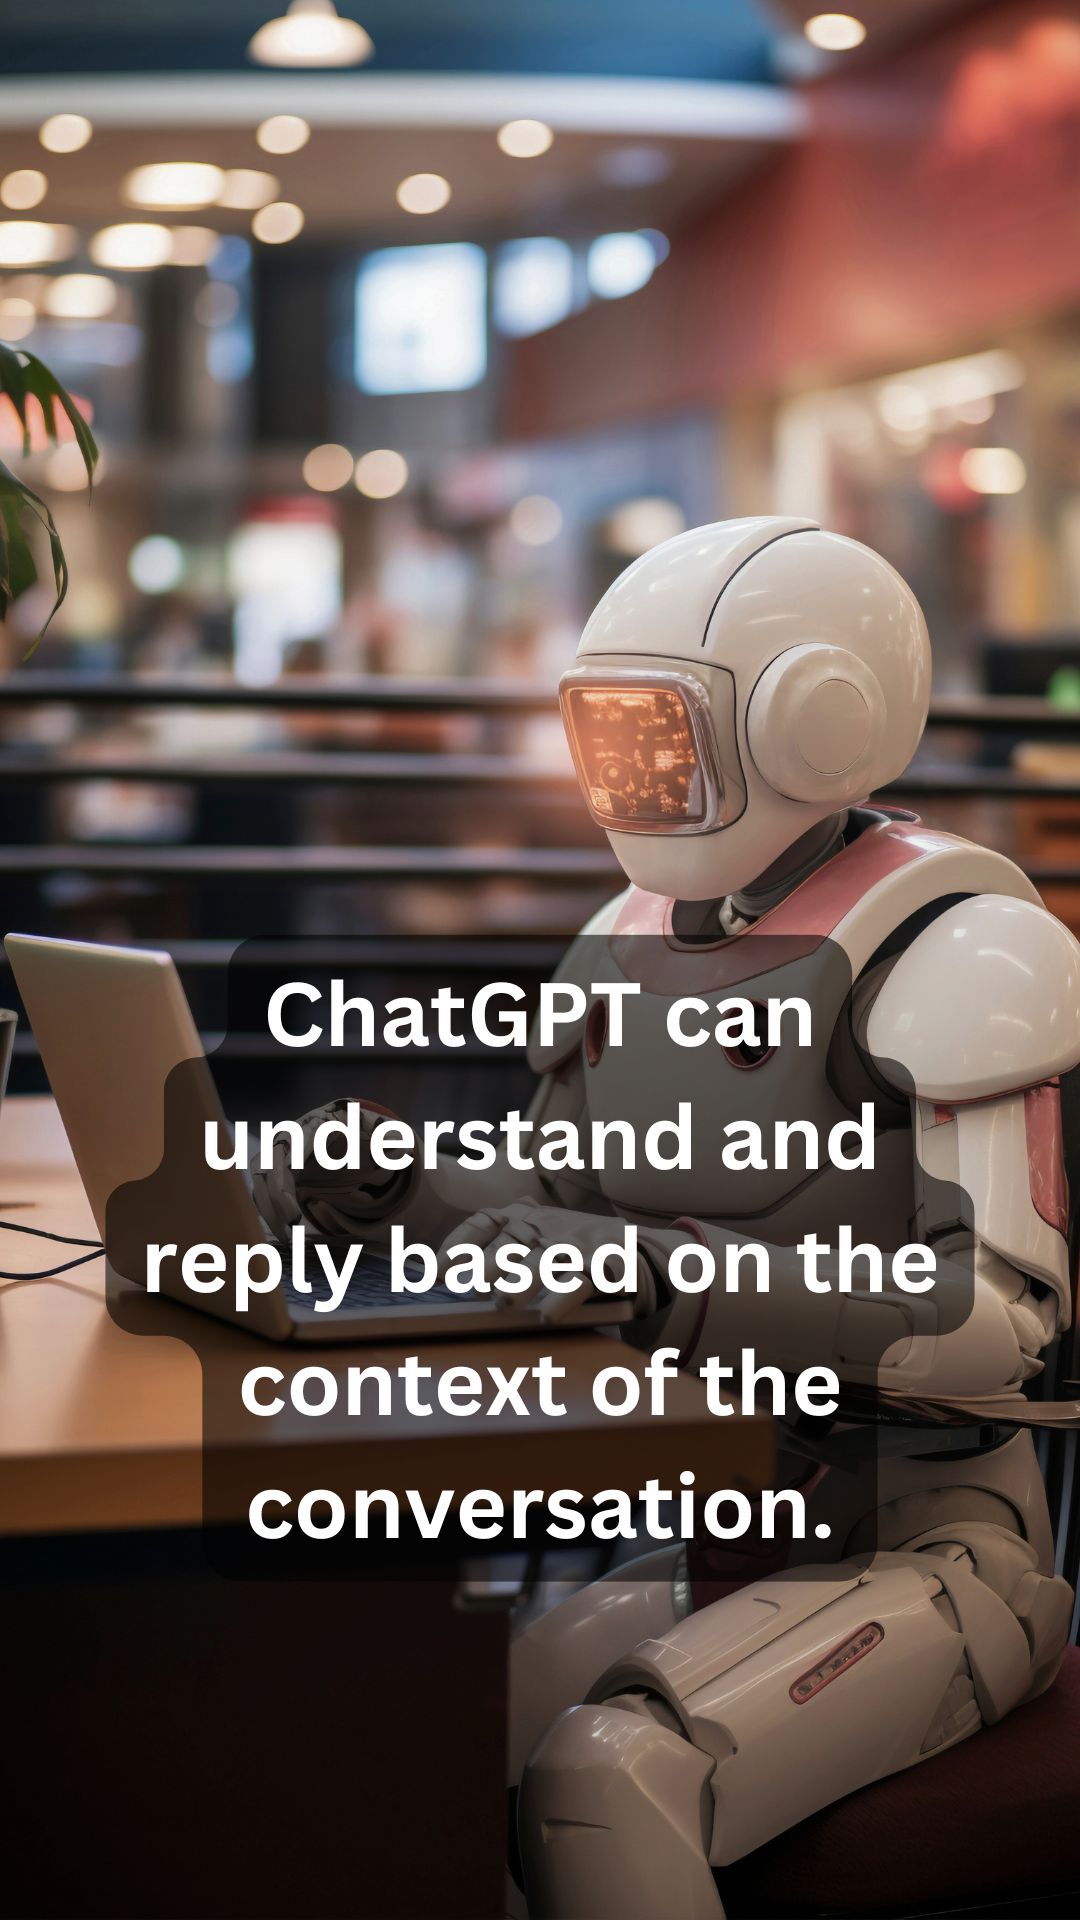 ChatGPT can
understand and
reply based on the
context of the
conversation.